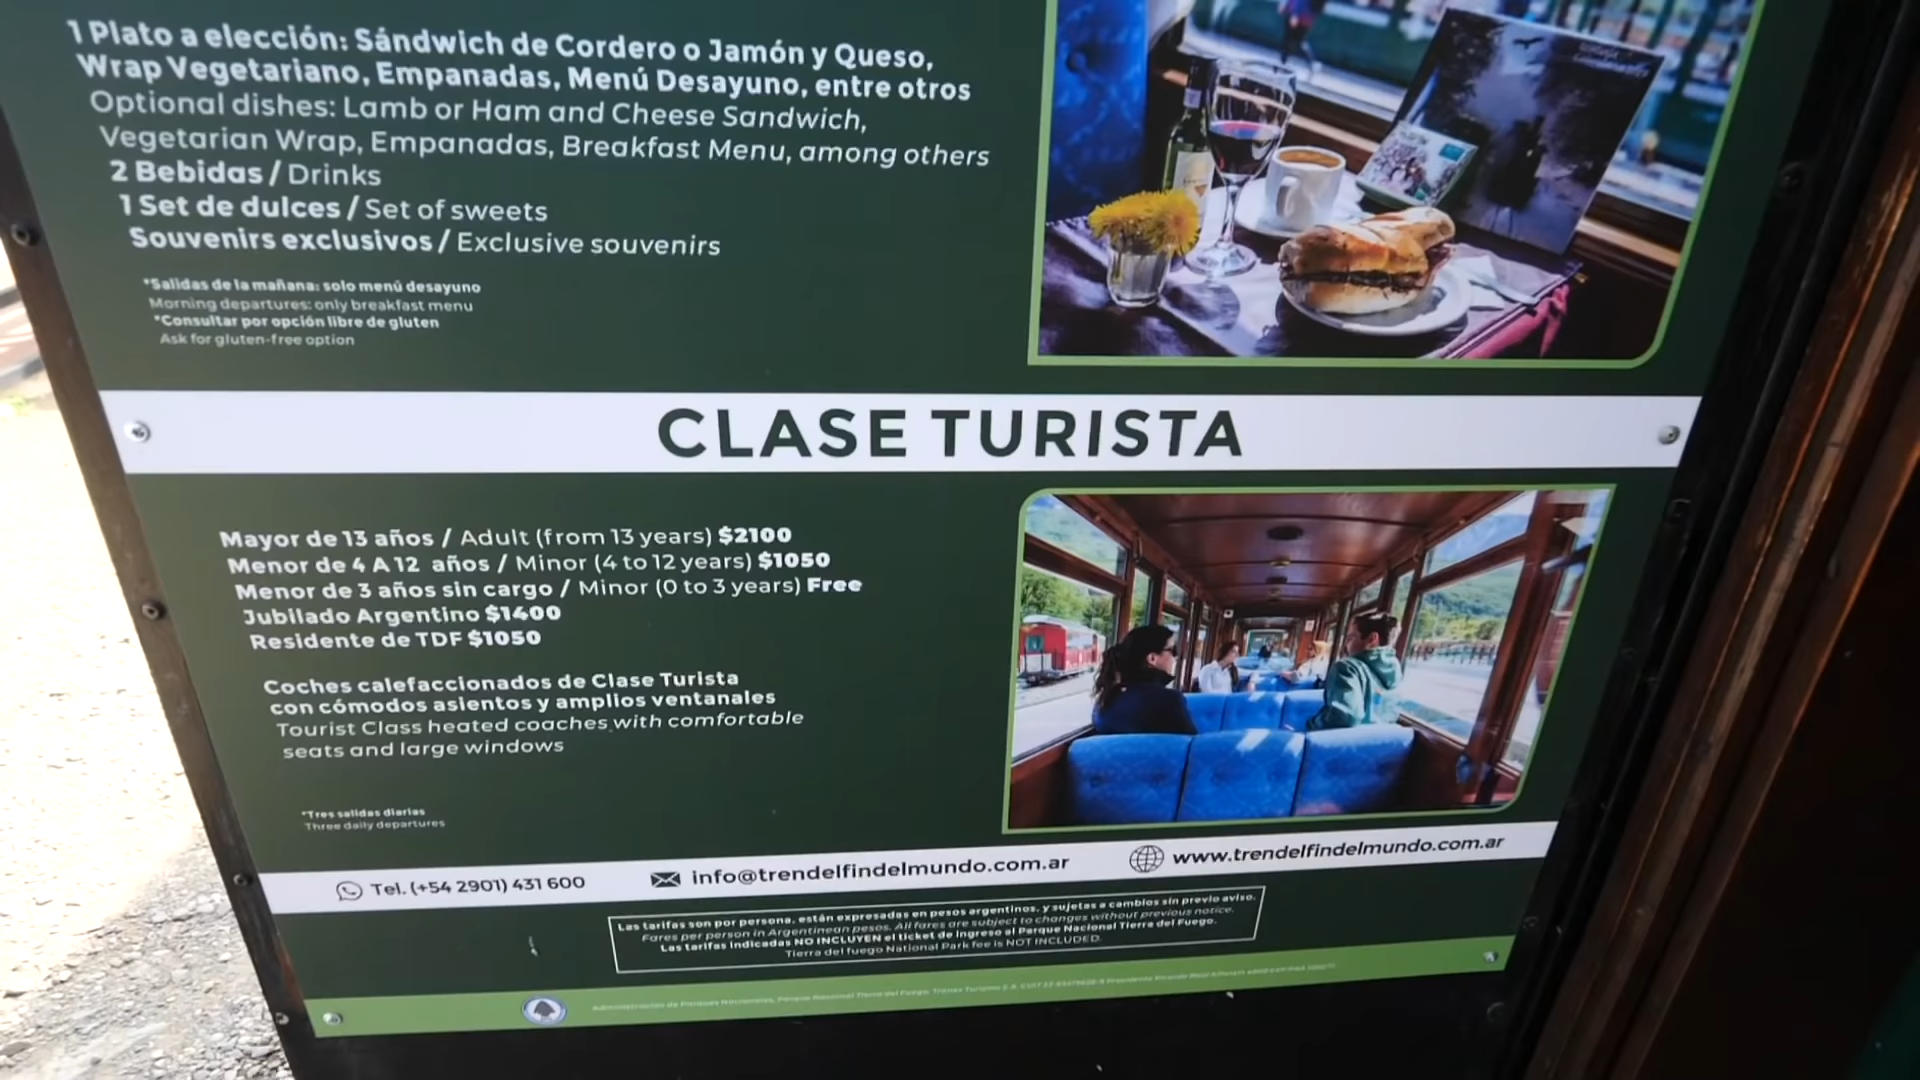 1 Plato a elección: Sándwich de Cordero o Jamón y Queso,
Wrap Vegetariano, Empanadas, Menú Desayuno, entre otros
Optional dishes: Lamb or Ham and Cheese Sandwich,
Vegetarian Wrap, Empanadas, Breakfast Menu, among others
2 Bebidas / Drinks
1 Set de dulces / Set of sweets
Souvenirs exclusivos / Exclusive souvenirs
*Salidas de la mañana: solo menú desayuno
Morning departures: only breakfast menu
*Consultar por opción libre de gluten
Ask for gluten-free option
CLASE TURISTA
Mayor de 13 años / Adult (from 13 years) $2100
Menor de 4 A 12 años / Minor (4 to 12 years) $1050
Menor de 3 años sin cargo / Minor (0 to 3 years) Free
Jubilado Argentino $1400
Residente de TDF $1050
Coches calefaccionados de Clase Turista
con cómodos asientos y amplios ventanales
Tourist Class heated coaches with comfortable
seats and large windows
*Tres salidas diarias
Three daily departures
Tel. (+54 2901) 431 600
info@trendelfindelmundo.com.ar
www.trendelfindelmundo.com.ar
Las tarifas son por persona, están expresadas en pesos argentinos, y sujetas a cambios sin previo aviso.
Fares per person in Argentinean pesos. All fares are subject to changes without previous notice.
Las tarifas indicadas NO INCLUYEN el ticket de ingreso al Parque Nacional Tierra del Fuego.
Tierra del fuego National Park fee is NOT INCLUDED.
Administración de Parques Nacionales, Parque Nacional Tierra del Fuego.